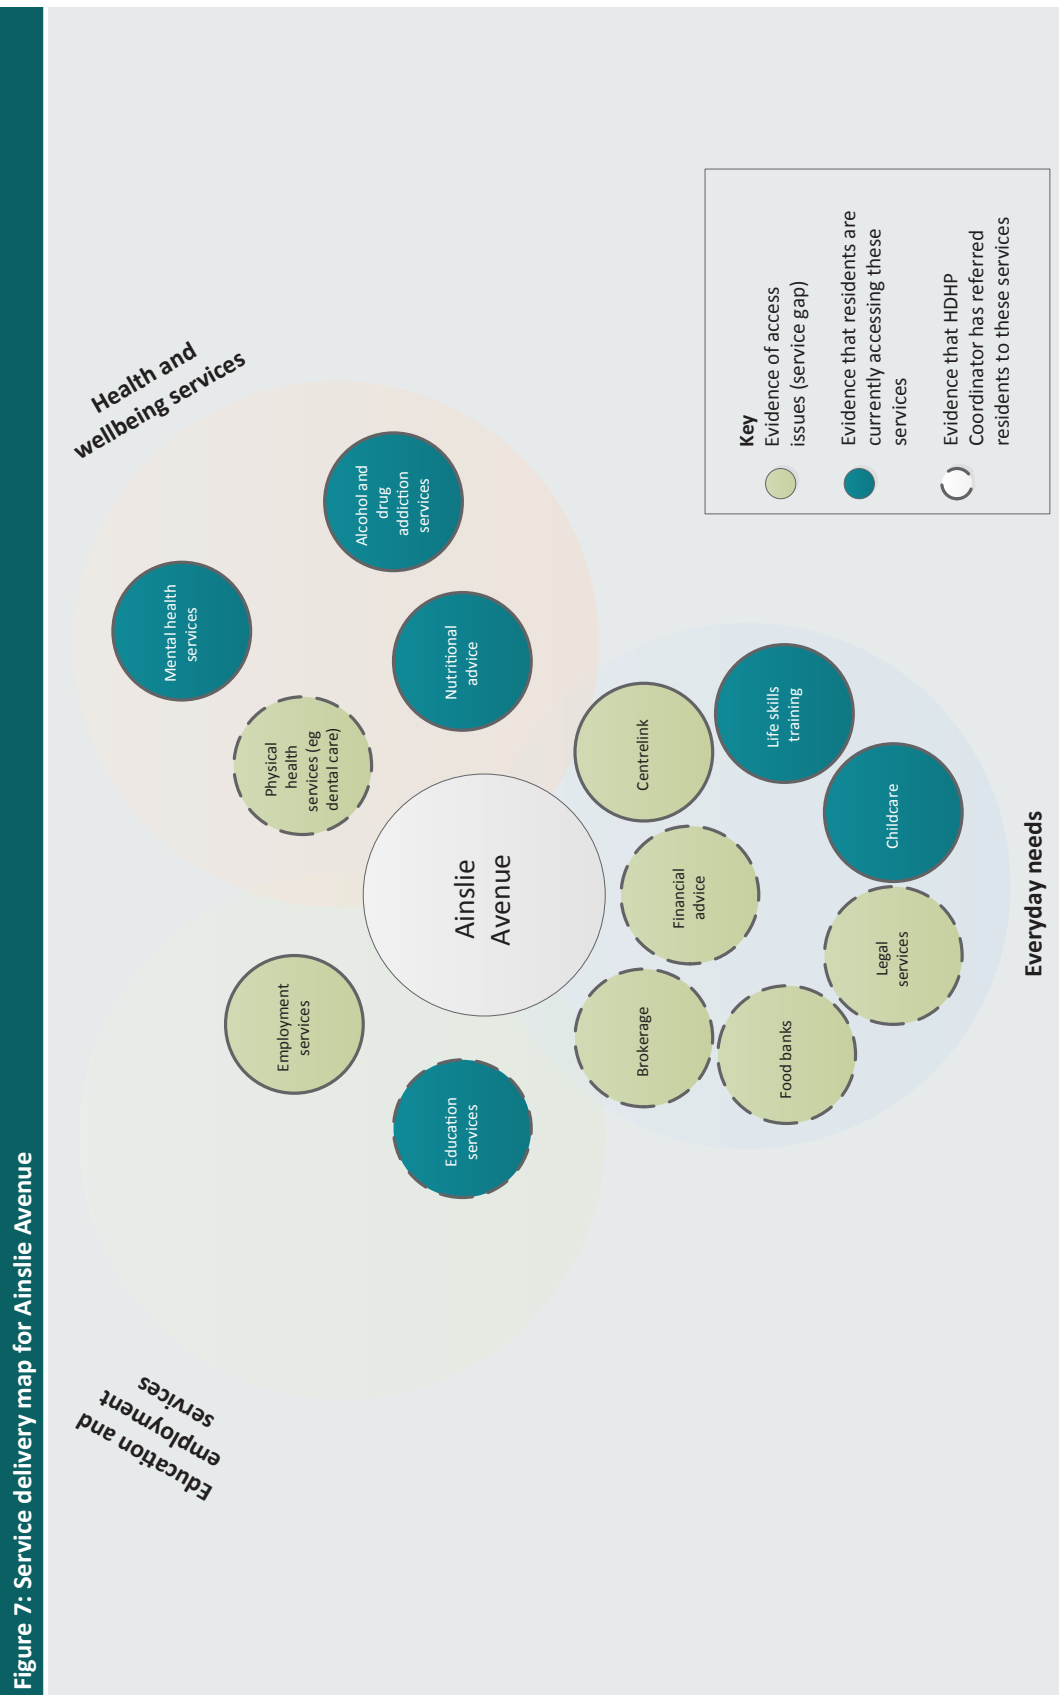 Figure 7: Service delivery map for Ainslie Avenue
Education and
employment
services
Health and
wellbeing services
Employment
services
Education
services
Mental health
services
Physical
health
services (eg
dental care)
Alcohol and
drug
addiction
services
Nutritional
advice
Ainslie
Avenue
Brokerage
Financial
advice
Centrelink
Food banks
Life skills
training
Legal
services
Childcare
Everyday needs
Key
Evidence of access
issues (service gap)
Evidence that residents are
currently accessing these
services
Evidence that HDHP
Coordinator has referred
residents to these services